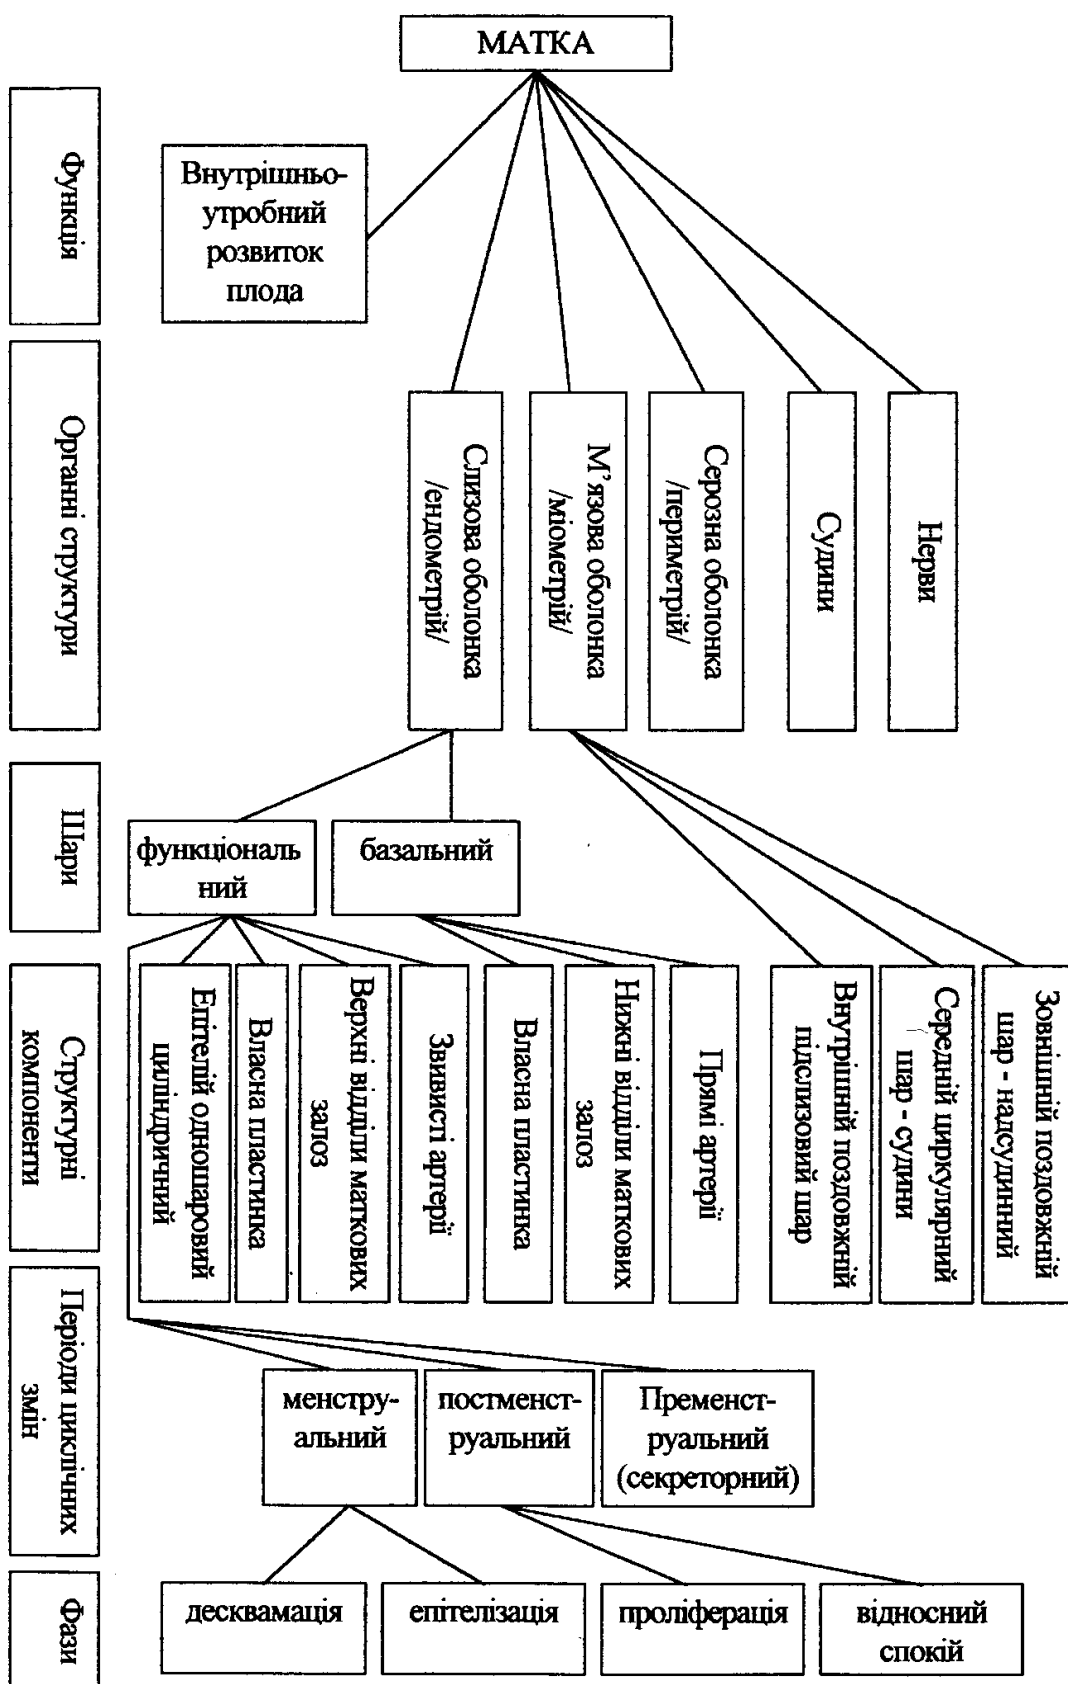 МАТКА
Функція
Внутрішньо-
утробний
розвиток
плода
Органні структури
Слизова оболонка
/ендометрій/
М’язова оболонка
/міометрій/
Серозна оболонка
/периметрій/
Судини
Нерви
Шари
функціональ
ний
базальний
Структурні
компоненти
Епітелій одношаровий
циліндричний
Власна пластинка
Верхні відділи маткових
залоз
Звивисті артерії
Власна пластинка
Нижні відділи маткових
залоз
Прямі артерії
Внутрішній поздовжній
підслизовий шар
Середній циркулярний
шар - судини
Зовнішній поздовжній
шар - надсудинний
Періоди циклічних
змін
менстру-
альний
постменст-
руальний
Пременст-
руальний
(секреторний)
Фази
десквамація
епітелізація
проліферація
відносний
спокій